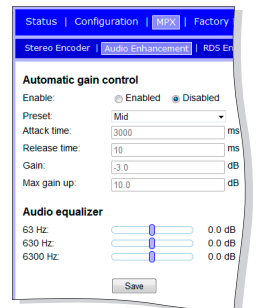 Status | Configuration | MPX | Factory
Stereo Encoder | Audio Enhancement | RDS En
Automatic gain control
Enable: Enabled Disabled
Preset: Mid
Attack time: 3000 ms
Release time: 10 ms
Gain: -3.0 dB
Max gain up: 10.0 dB
Audio equalizer
63 Hz: 0.0 dB
630 Hz: 0.0 dB
6300 Hz: 0.0 dB
Save